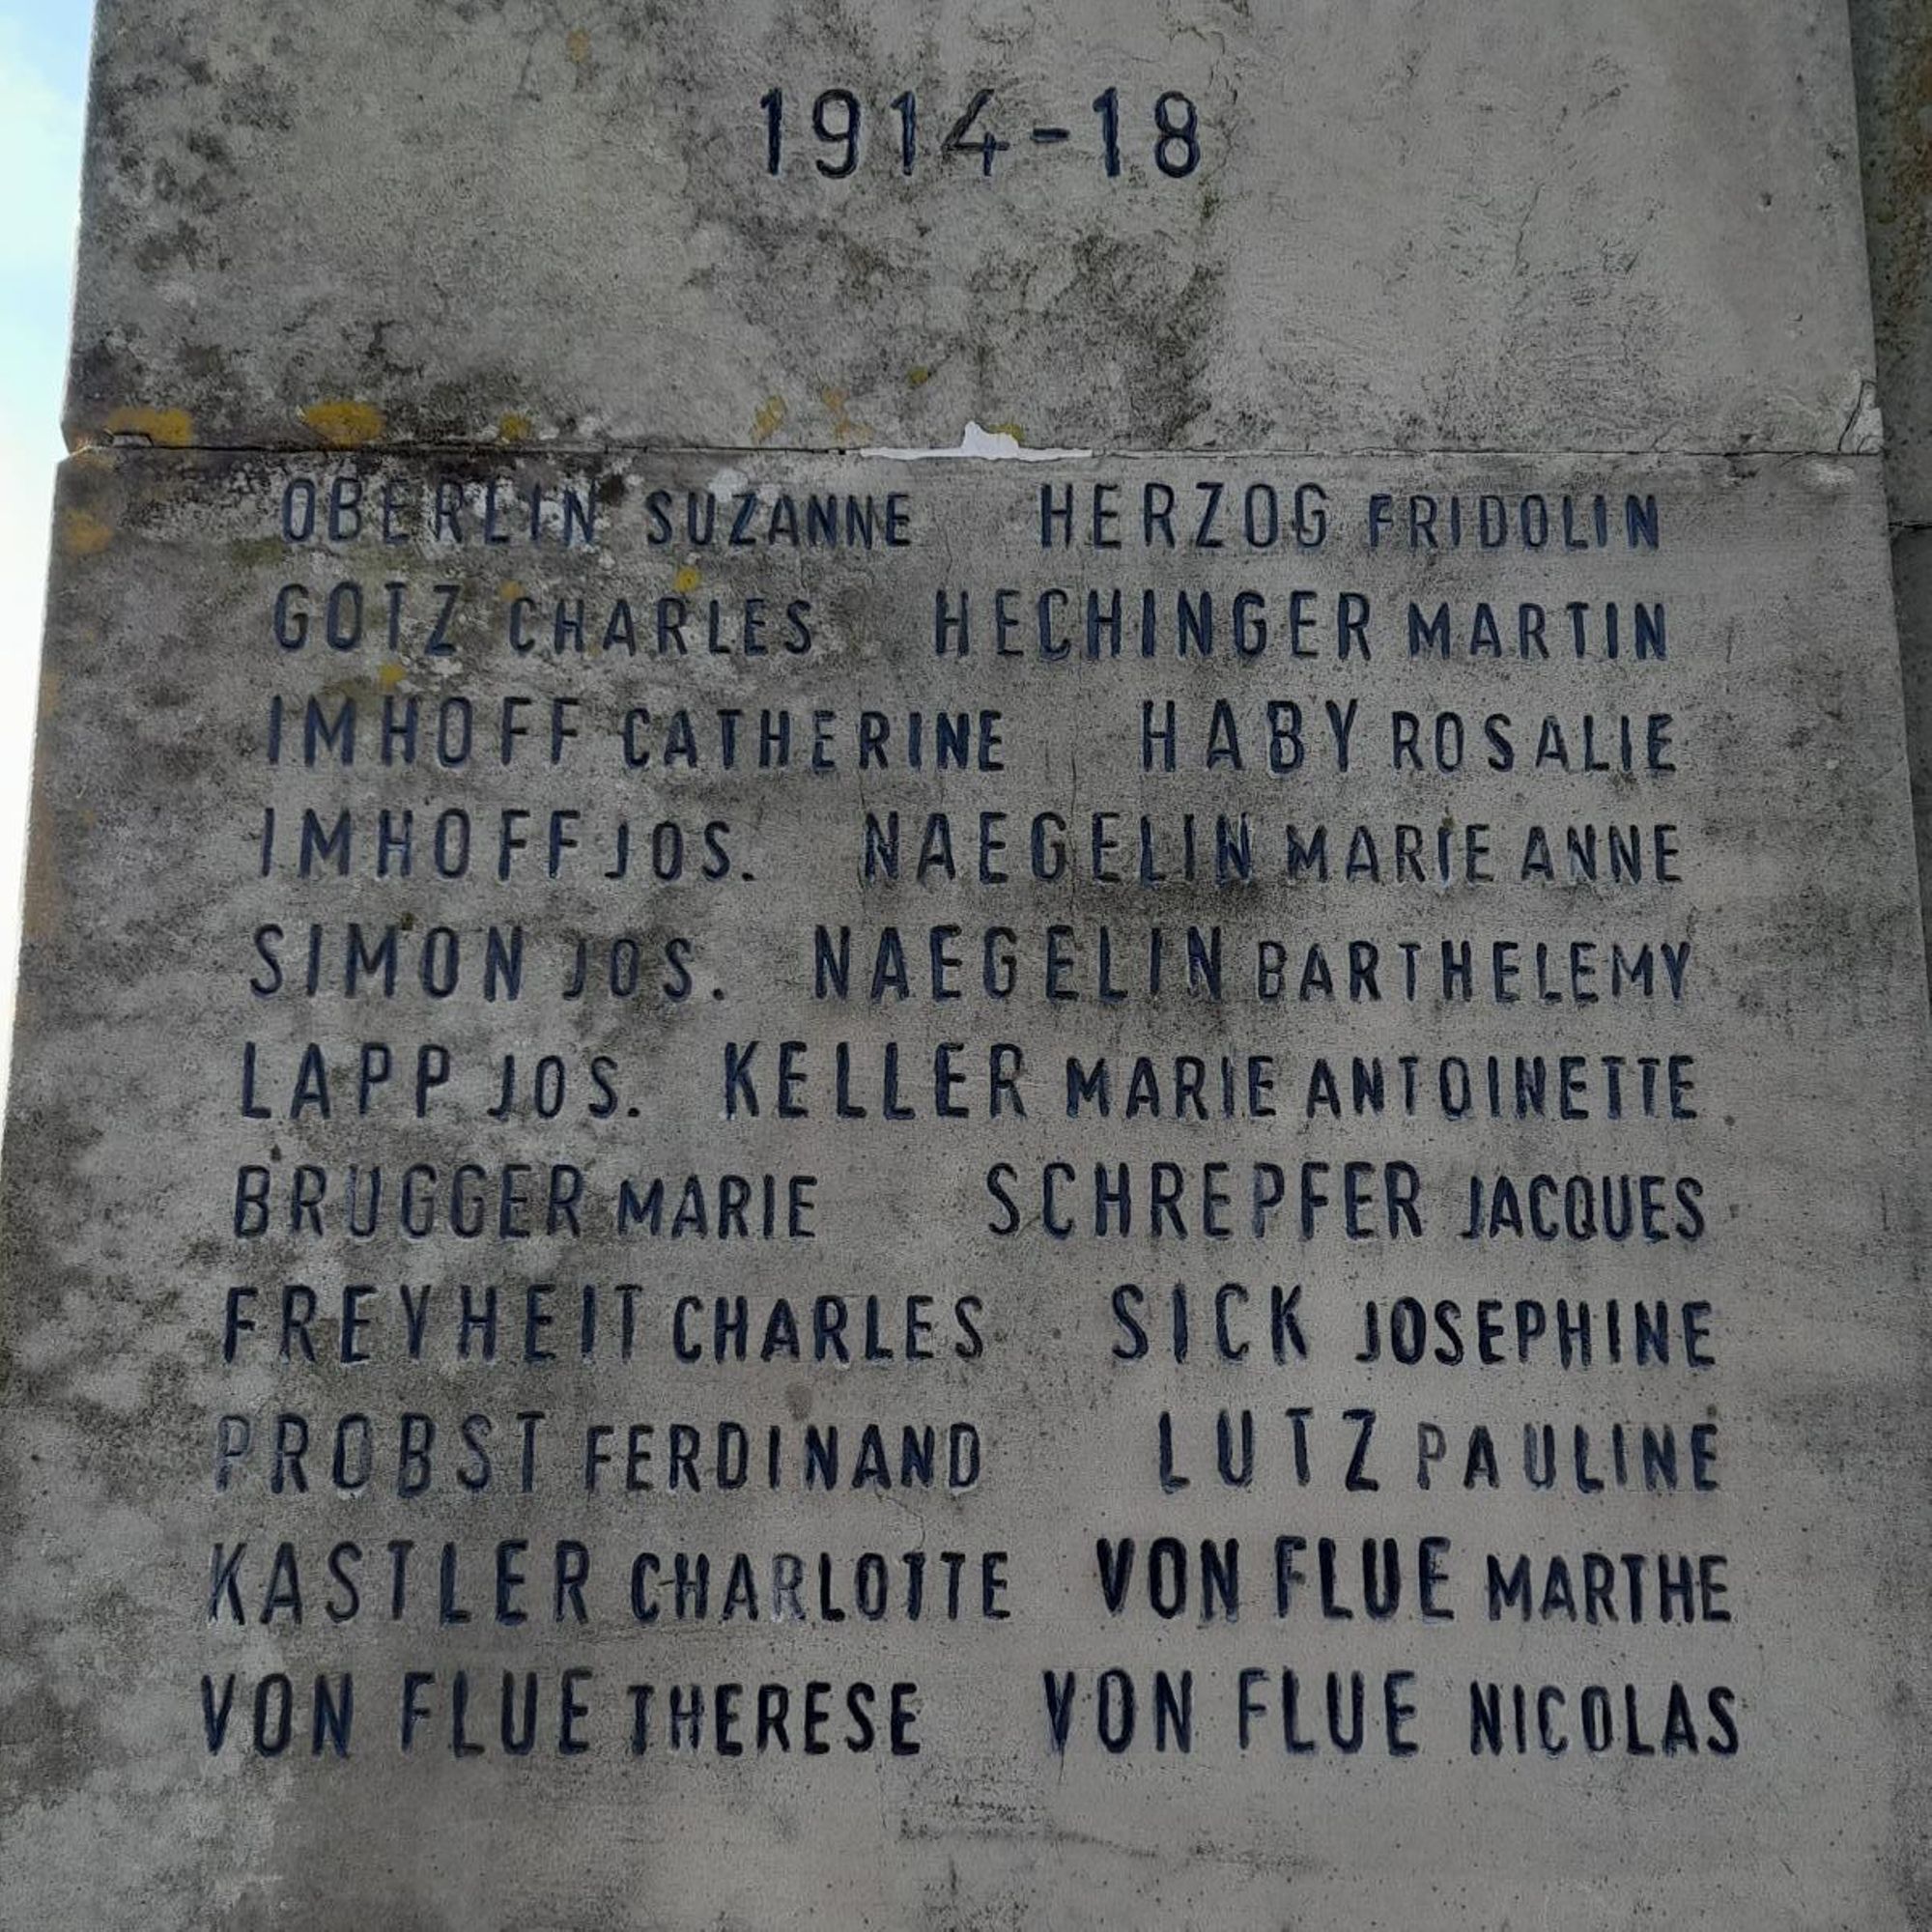 1914-18
OBERLIN SUZANNE HERZOG FRIDOLIN
GOTZ CHARLES HECHINGER MARTIN
IMHOFF CATHERINE HABY ROSALIE
IMHOFF JOS. NAEGELIN MARIE ANNE
SIMON JOS. NAEGELIN BARTHELEMY
LAPP JOS. KELLER MARIE ANTOINETTE
BRUGGER MARIE SCHREPFER JACQUES
FREYHEIT CHARLES SICK JOSEPHINE
PROBST FERDINAND LUTZ PAULINE
KASTLER CHARLOTTE VON FLUE MARTHE
VON FLUE THERESE VON FLUE NICOLAS